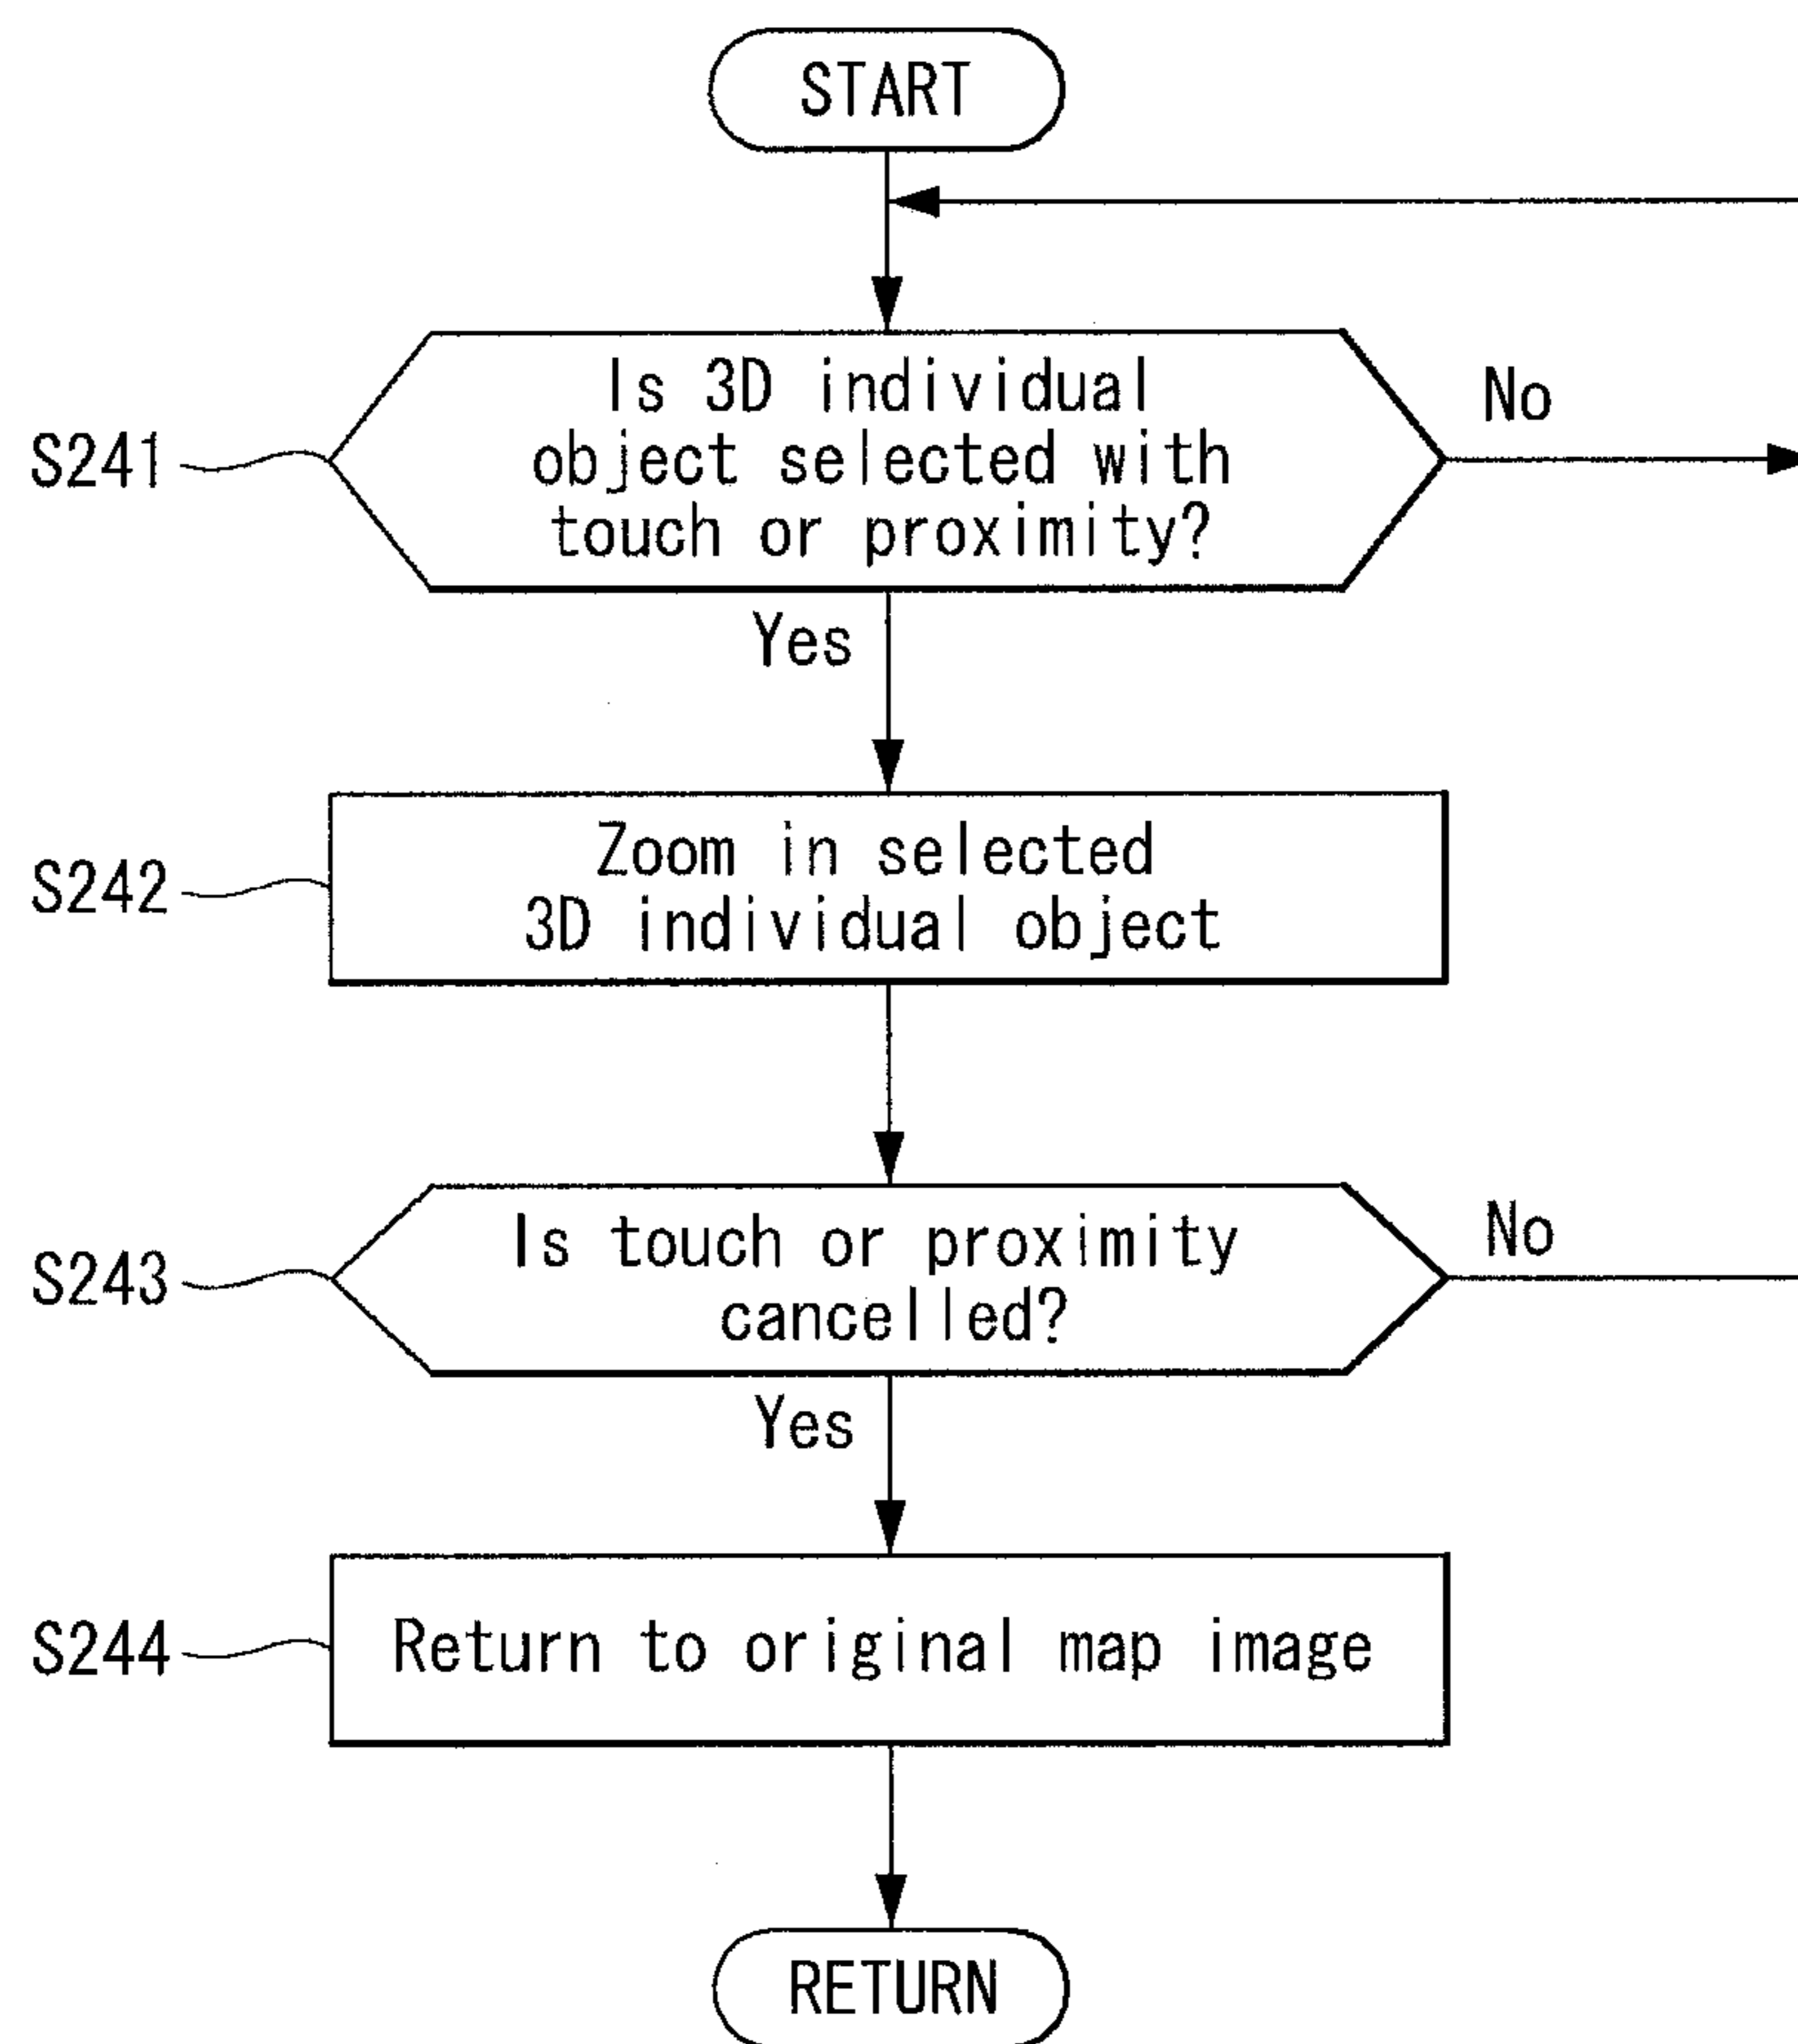 START
Is 3D individual
object selected with
touch or proximity?
No
S241
Yes
Zoom in selected
3D individual object
S242
Is touch or proximity
cancelled?
No
S243
Yes
Return to original map image
S244
RETURN